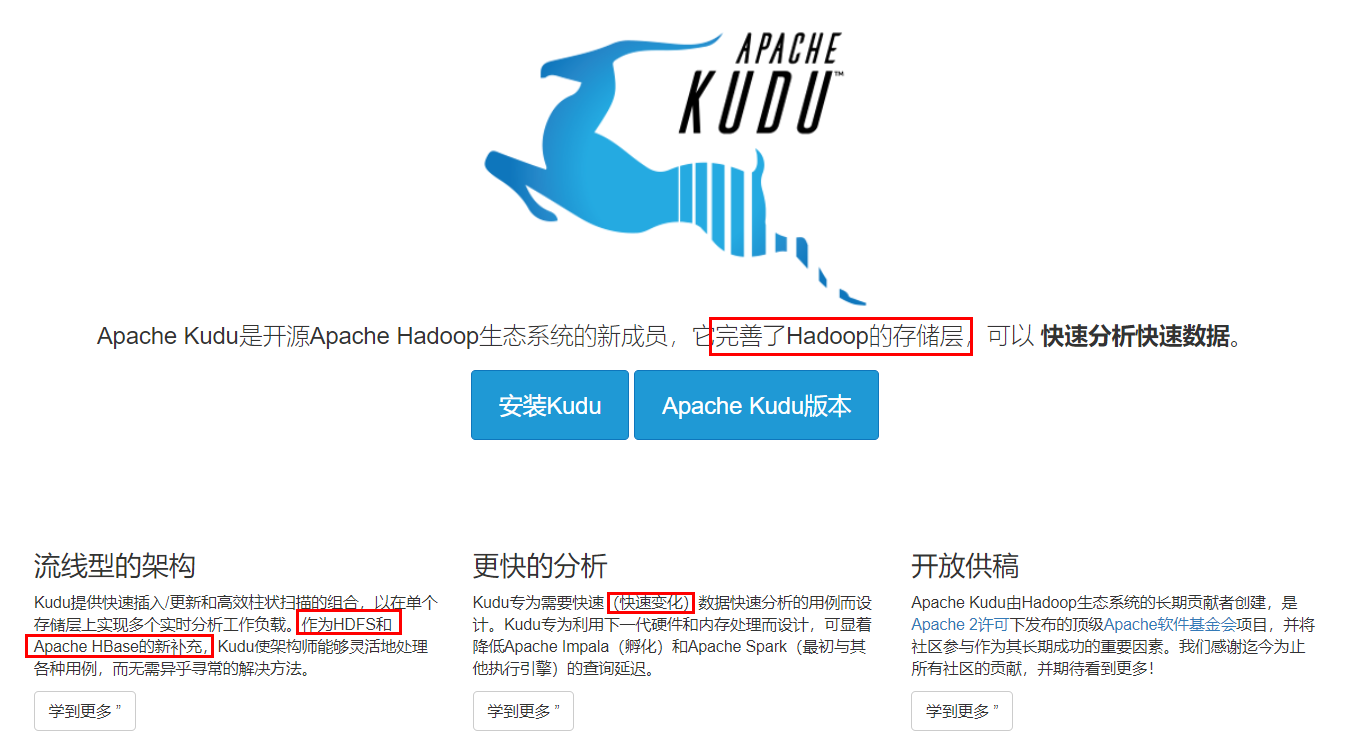 APACHE
KUDU™
Apache Kudu是开源Apache Hadoop生态系统的新成员，它完善了Hadoop的存储层，可以 快速分析快速数据。
安装Kudu
Apache Kudu版本
流线型的架构
Kudu提供快速插入/更新和高效柱状扫描的组合，以在单个
存储层上实现多个实时分析工作负载。作为HDFS和
Apache HBase的新补充，Kudu使架构师能够灵活地处理
各种用例，而无需异乎寻常的解决方法。
学到更多 ”
更快的分析
Kudu专为需要快速（快速变化）数据快速分析的用例而设
计。Kudu专为利用下一代硬件和内存处理而设计，可显着
降低Apache Impala（孵化）和Apache Spark（最初与其
他执行引擎）的查询延迟。
学到更多 ”
开放供稿
Apache Kudu由Hadoop生态系统的长期贡献者创建，是
Apache 2许可下发布的顶级Apache软件基金会项目，并将
社区参与作为其长期成功的重要因素。我们感谢迄今为止
所有社区的贡献，并期待看到更多！
学到更多 ”